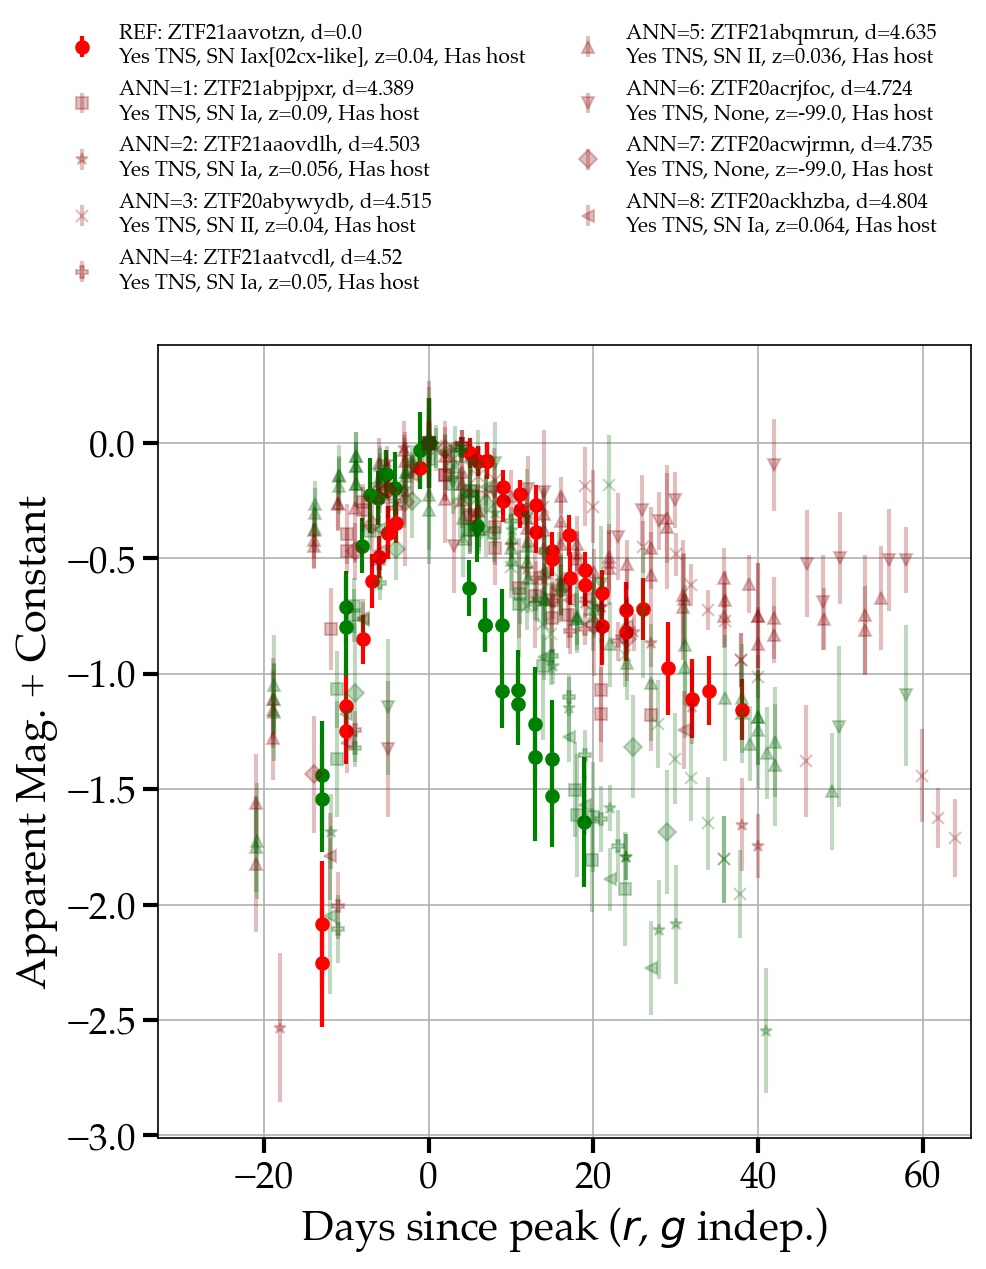 REF: ZTF21aavotzn, d=0.0
Yes TNS, SN Iax[02cx-like], z=0.04, Has host
ANN=1: ZTF21abpjpxr, d=4.389
Yes TNS, SN Ia, z=0.09, Has host
ANN=2: ZTF21aaovdlh, d=4.503
Yes TNS, SN Ia, z=0.056, Has host
ANN=3: ZTF20abywydb, d=4.515
Yes TNS, SN II, z=0.04, Has host
ANN=4: ZTF21aatvcdl, d=4.52
Yes TNS, SN Ia, z=0.05, Has host
ANN=5: ZTF21abqmrun, d=4.635
Yes TNS, SN II, z=0.036, Has host
ANN=6: ZTF20acrjfoc, d=4.724
Yes TNS, None, z=-99.0, Has host
ANN=7: ZTF20acwjrmn, d=4.735
Yes TNS, None, z=-99.0, Has host
ANN=8: ZTF20ackhzba, d=4.804
Yes TNS, SN Ia, z=0.064, Has host
Apparent Mag. + Constant
0.0
−0.5
−1.0
−1.5
−2.0
−2.5
−3.0
−20 0 20 40 60
Days since peak (r, g indep.)